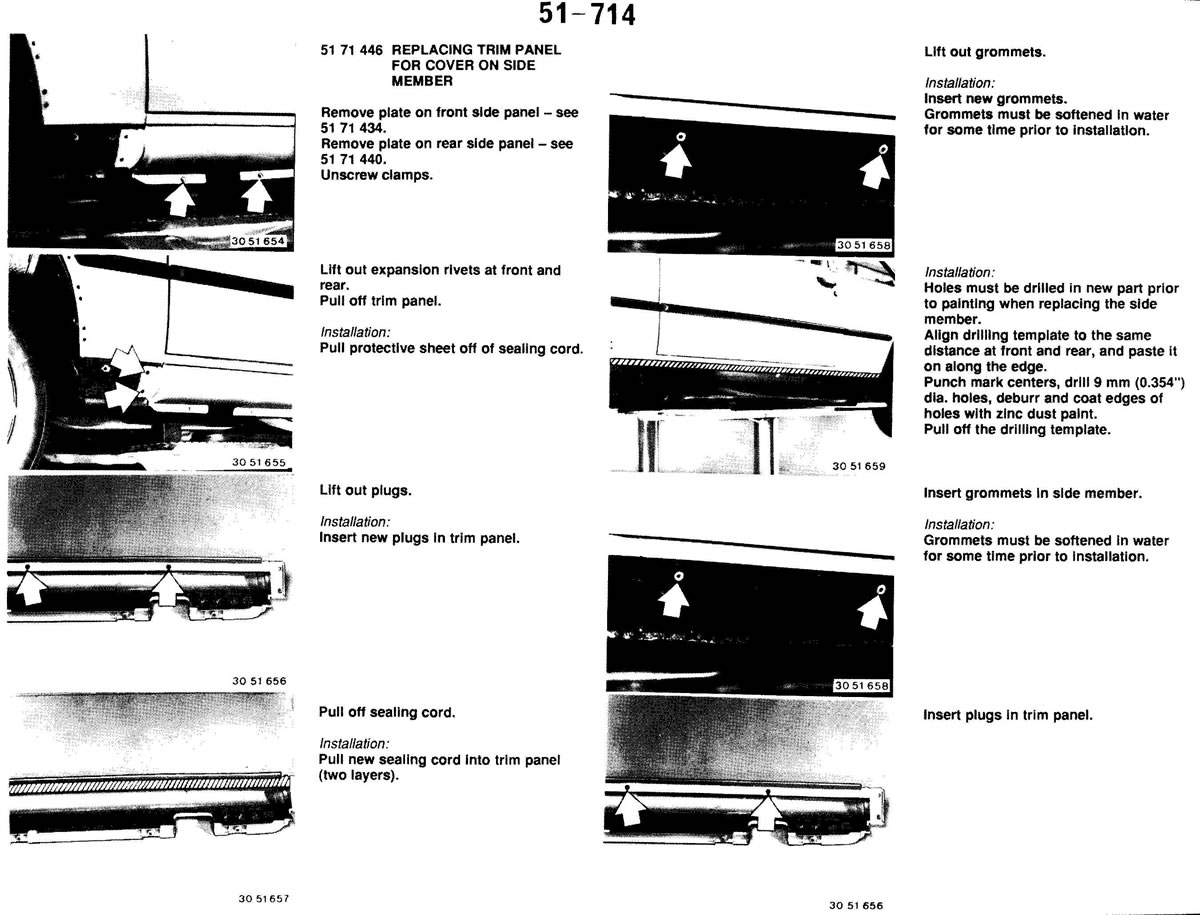 51-714
51 71 446 REPLACING TRIM PANEL
FOR COVER ON SIDE
MEMBER
Remove plate on front side panel – see
51 71 434.
Remove plate on rear side panel – see
51 71 440.
Unscrew clamps.
30 51 654
Lift out expansion rivets at front and
rear.
Pull off trim panel.
Installation:
Pull protective sheet off of sealing cord.
30 51 655
Lift out plugs.
Installation:
Insert new plugs in trim panel.
30 51 656
Pull off sealing cord.
Installation:
Pull new sealing cord into trim panel
(two layers).
30 51 657
Lift out grommets.
Installation:
Insert new grommets.
Grommets must be softened in water
for some time prior to installation.
30 51 658
Installation:
Holes must be drilled in new part prior
to painting when replacing the side
member.
Align drilling template to the same
distance at front and rear, and paste it
on along the edge.
Punch mark centers, drill 9 mm (0.354")
dia. holes, deburr and coat edges of
holes with zinc dust paint.
Pull off the drilling template.
30 51 659
Insert grommets in side member.
Installation:
Grommets must be softened in water
for some time prior to installation.
30 51 658
Insert plugs in trim panel.
30 51 656